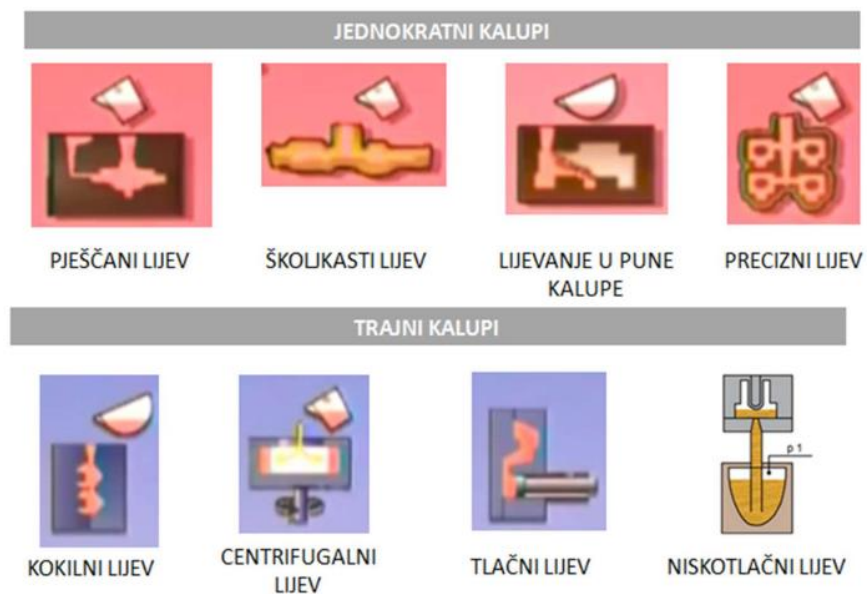 JEDNOKRATNI KALUPI
PJEŠČANI LIJEV
ŠKOLJKASTI LIJEV
LIJEVANJE U PUNE
KALUPE
PRECIZNI LIJEV
TRAJNI KALUPI
p 1
KOKILNI LIJEV
CENTRIFUGALNI
LIJEV
TLAČNI LIJEV
NISKOTLAČNI LIJEV